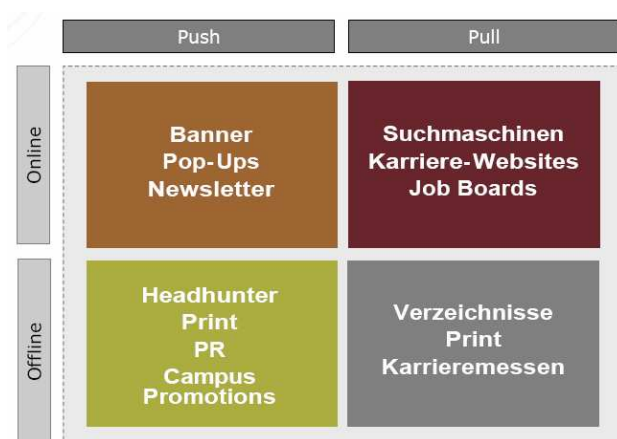 Push
Pull
Online
Banner
Pop-Ups
Newsletter
Suchmaschinen
Karriere-Websites
Job Boards
Offline
Headhunter
Print
PR
Campus
Promotions
Verzeichnisse
Print
Karrieremessen